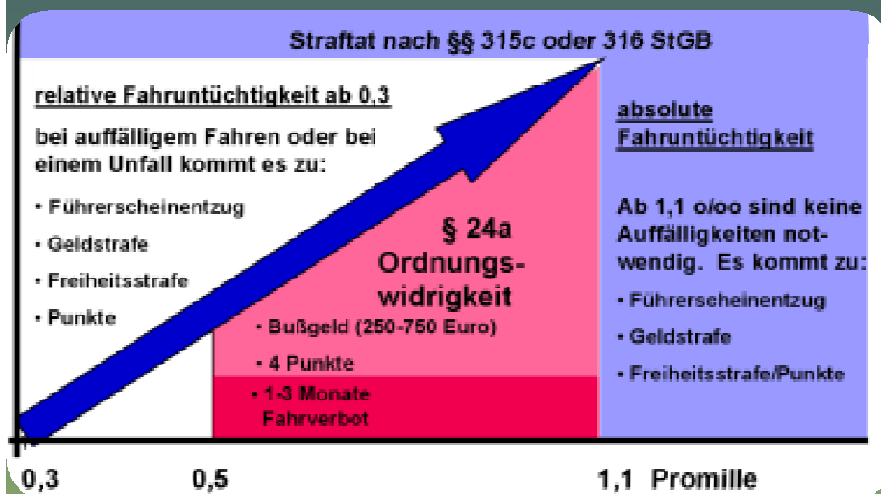 Straftat nach §§ 315c oder 316 StGB
relative Fahruntüchtigkeit ab 0,3
bei auffälligem Fahren oder bei
einem Unfall kommt es zu:
• Führerscheinentzug
• Geldstrafe
• Freiheitsstrafe
• Punkte
§ 24a
Ordnungs-
widrigkeit
• Bußgeld (250-750 Euro)
• 4 Punkte
• 1-3 Monate
Fahrverbot
absolute
Fahruntüchtigkeit
Ab 1,1 o/oo sind keine
Auffälligkeiten not-
wendig. Es kommt zu:
• Führerscheinentzug
• Geldstrafe
• Freiheitsstrafe/Punkte
0,3
0,5
1,1 Promille